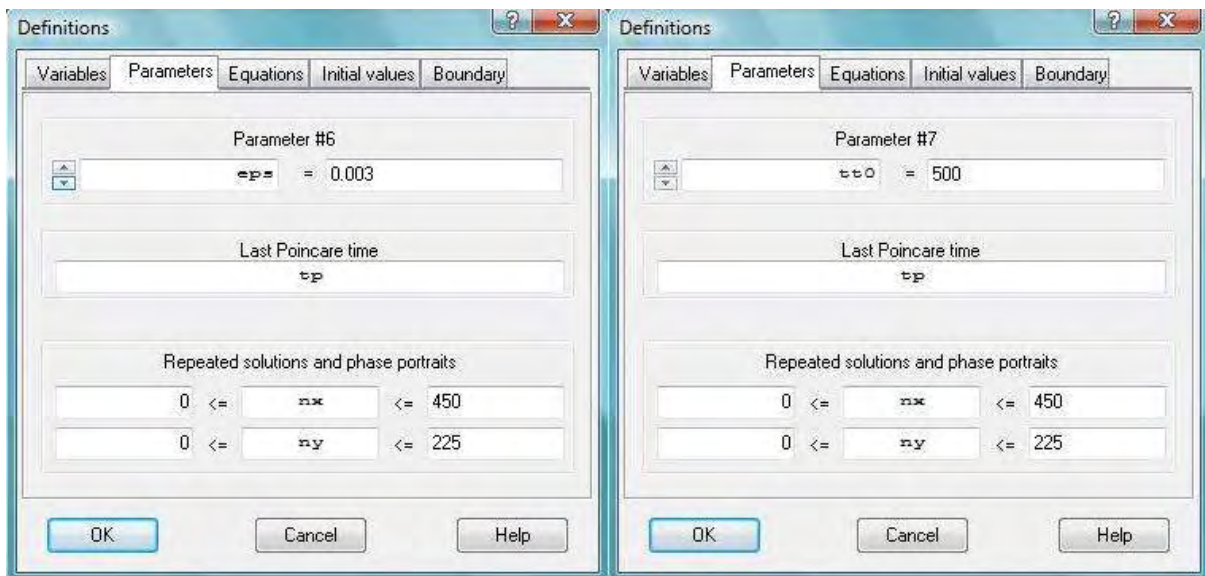 Definitions
Variables Parameters Equations Initial values Boundary
Parameter #6
eps = 0.003
Last Poincare time
tp
Repeated solutions and phase portraits
0 <= nx <= 450
0 <= ny <= 225
OK Cancel Help
Definitions
Variables Parameters Equations Initial values Boundary
Parameter #7
tt0 = 500
Last Poincare time
tp
Repeated solutions and phase portraits
0 <= nx <= 450
0 <= ny <= 225
OK Cancel Help